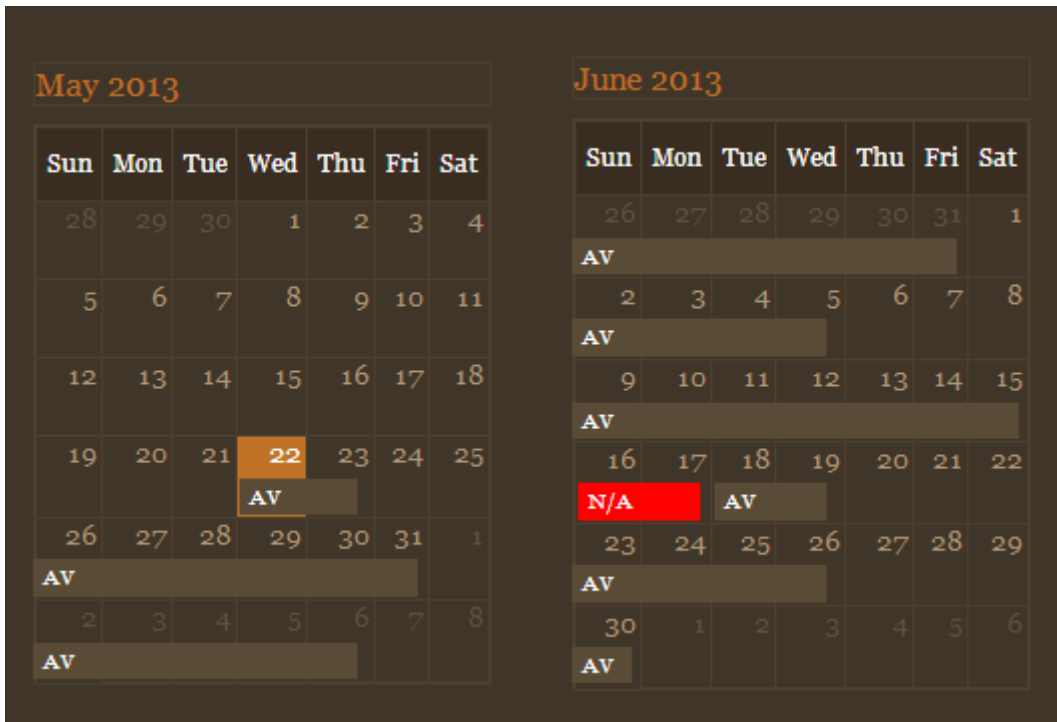 May 2013
Sun Mon Tue Wed Thu Fri Sat
28 29 30 1 2 3 4
5 6 7 8 9 10 11
12 13 14 15 16 17 18
19 20 21 22 23 24 25
AV
26 27 28 29 30 31 1
AV
2 3 4 5 6 7 8
AV
June 2013
Sun Mon Tue Wed Thu Fri Sat
26 27 28 29 30 31 1
AV
2 3 4 5 6 7 8
AV
9 10 11 12 13 14 15
AV
16 17 18 19 20 21 22
N/A AV
23 24 25 26 27 28 29
AV
30 1 2 3 4 5 6
AV